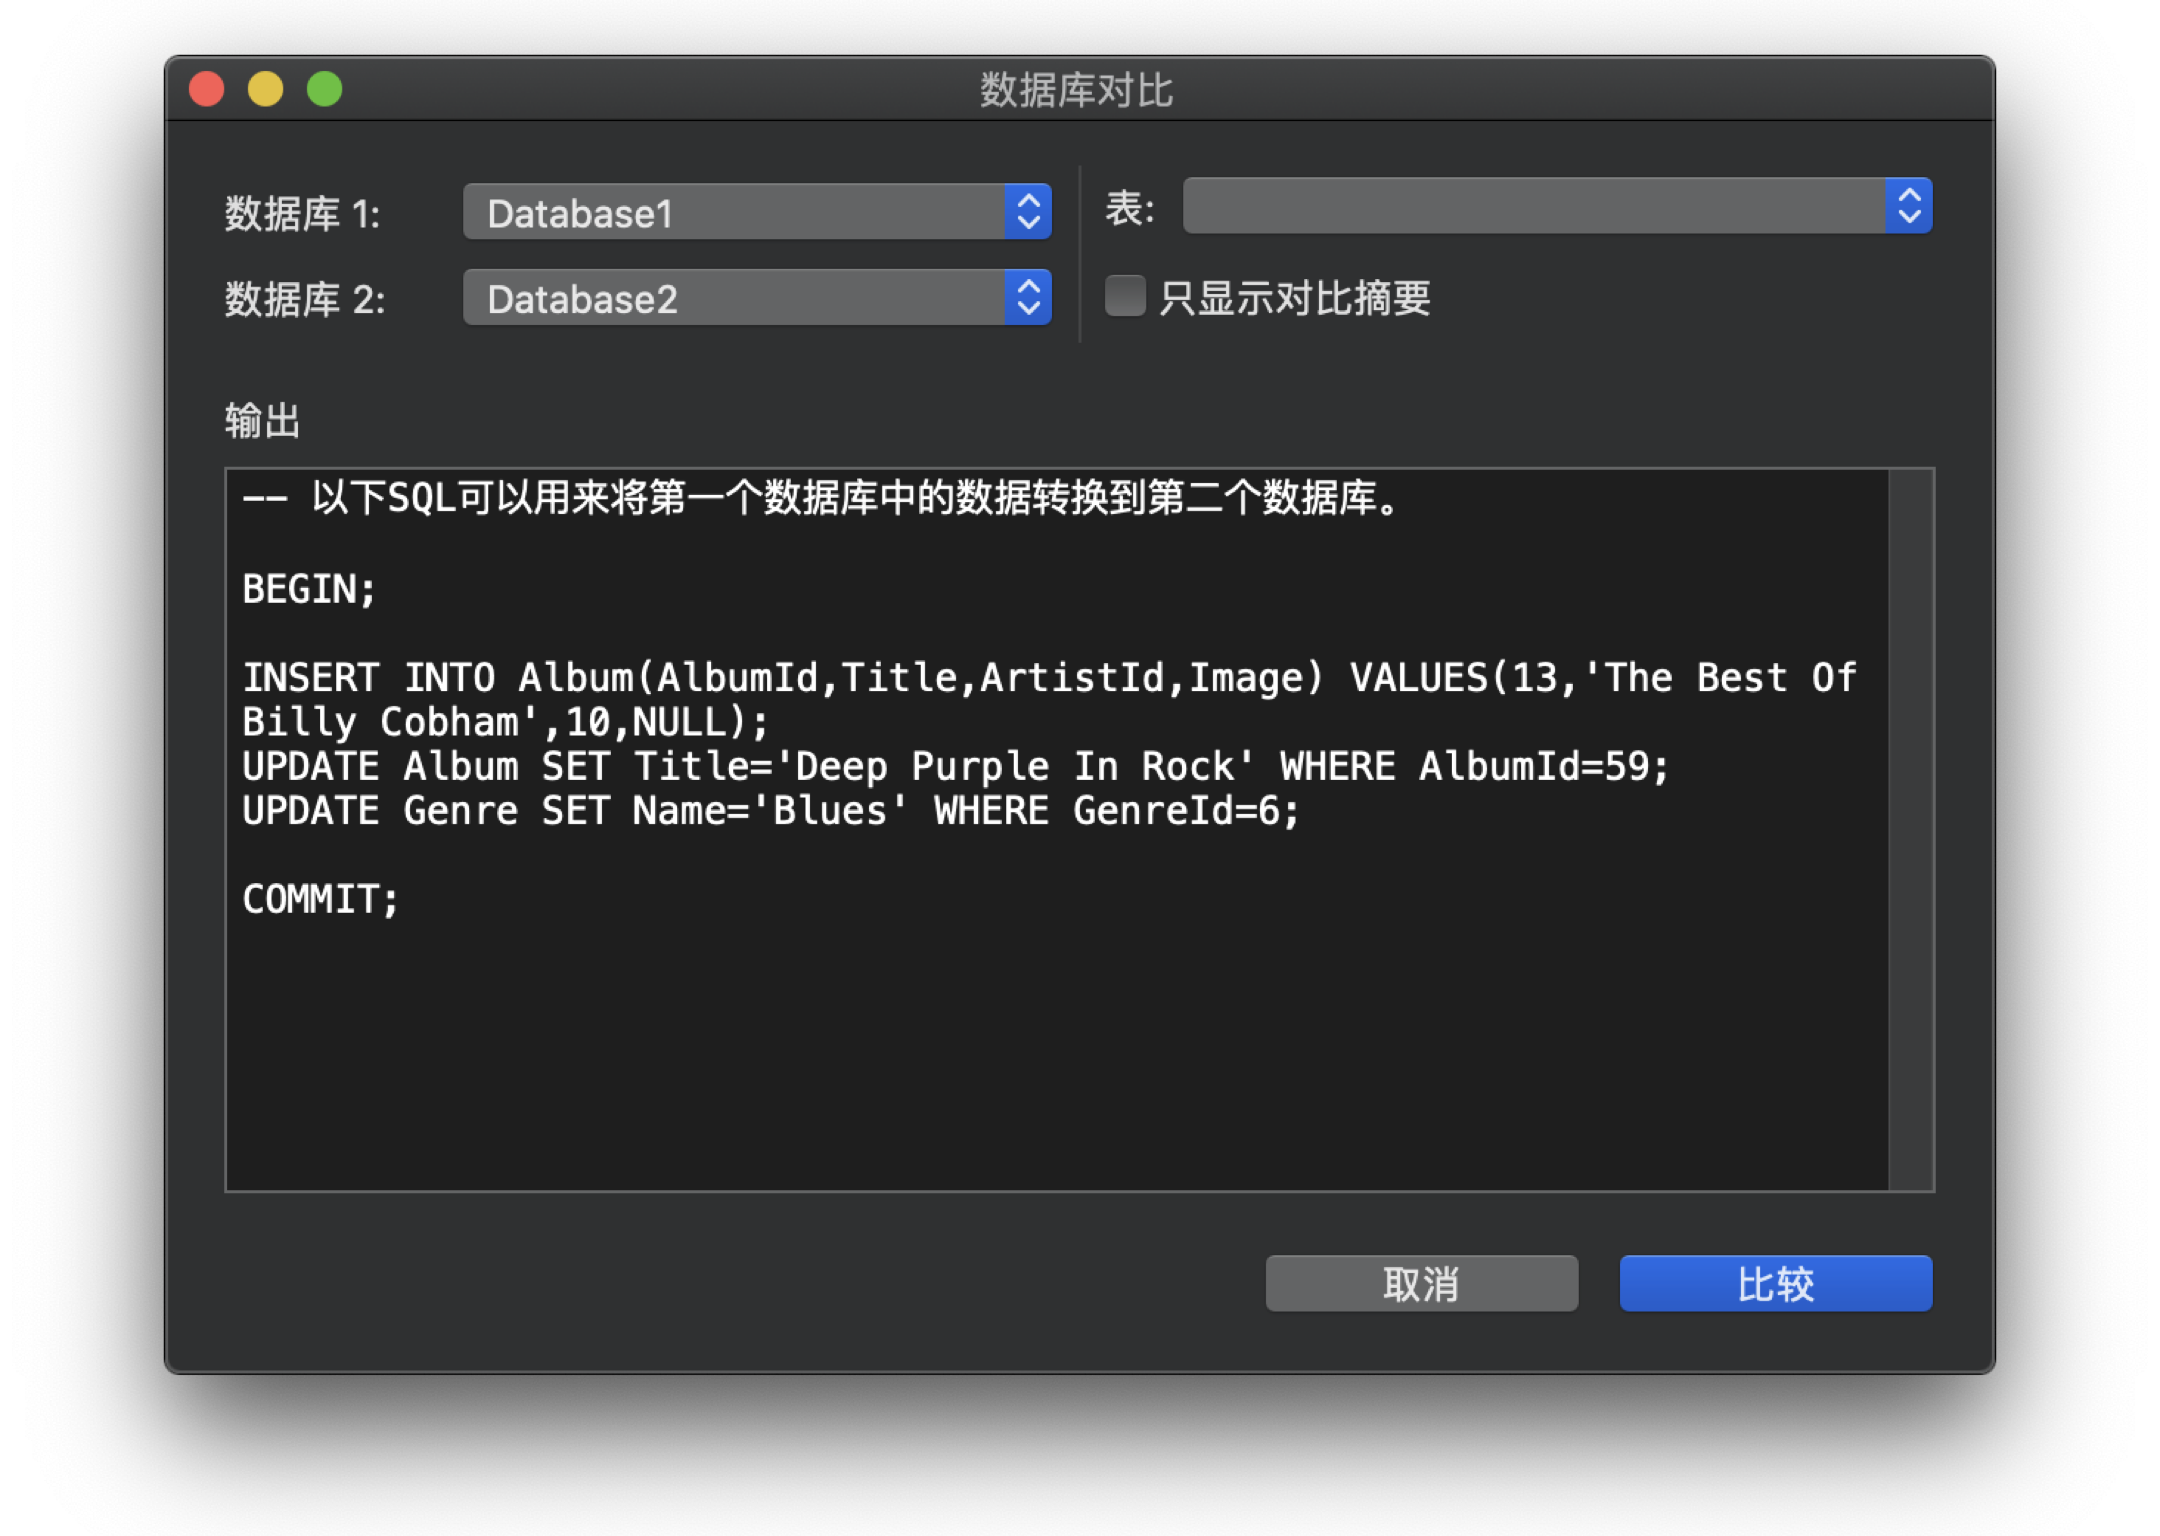 数据库对比
数据库 1:
Database1
表:
数据库 2:
Database2
只显示对比摘要
输出
-- 以下SQL可以用来将第一个数据库中的数据转换到第二个数据库。
BEGIN;
INSERT INTO Album(AlbumId,Title,ArtistId,Image) VALUES(13,'The Best Of
Billy Cobham',10,NULL);
UPDATE Album SET Title='Deep Purple In Rock' WHERE AlbumId=59;
UPDATE Genre SET Name='Blues' WHERE GenreId=6;
COMMIT;
取消
比较